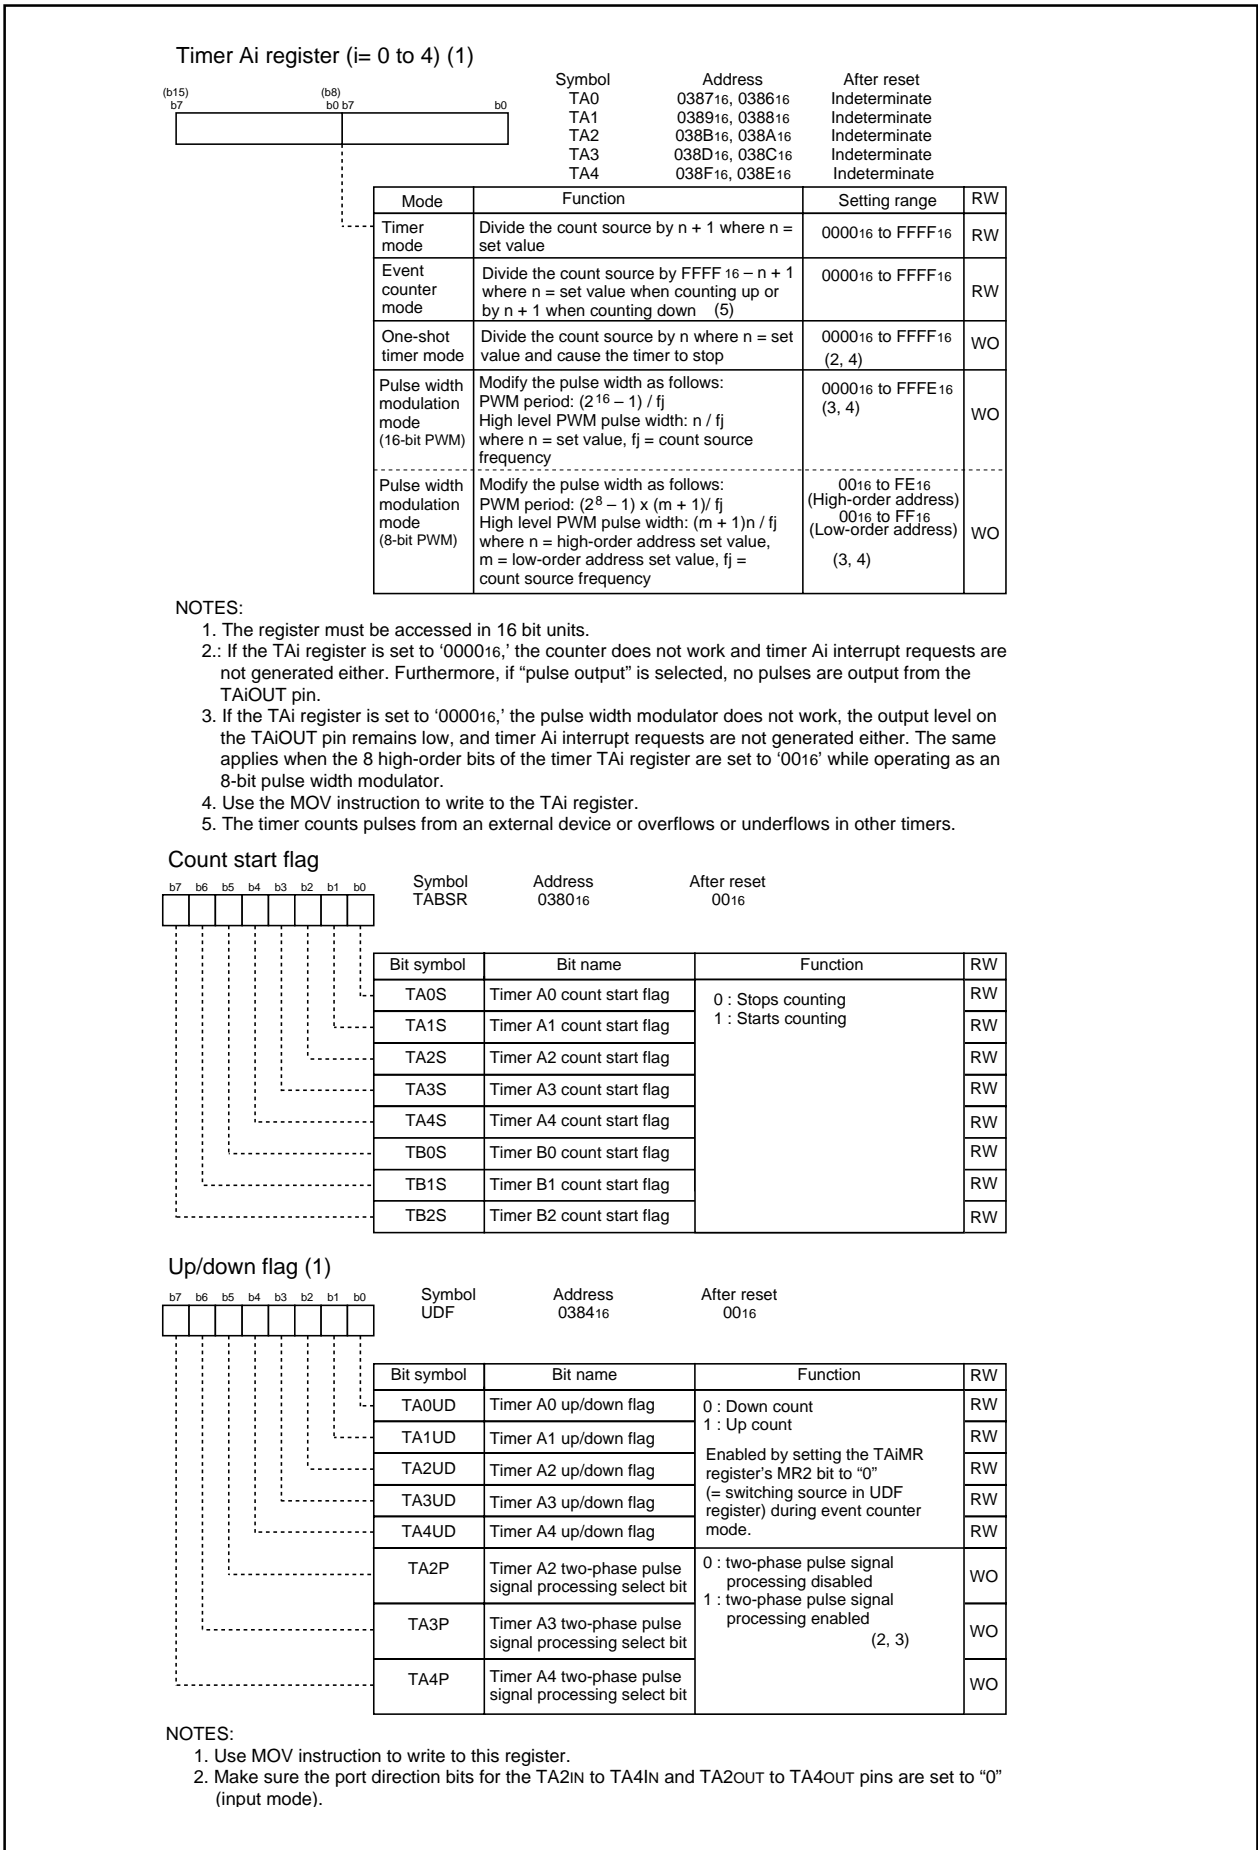 Timer Ai register (i= 0 to 4) (1)
Symbol Address After reset
(b15) (b8)
b7 b0 b7 b0
TA0 038716, 038616 Indeterminate
TA1 038916, 038816 Indeterminate
TA2 038B16, 038A16 Indeterminate
TA3 038D16, 038C16 Indeterminate
TA4 038F16, 038E16 Indeterminate
Mode Function Setting range RW
Timer mode Divide the count source by n + 1 where n = set value 000016 to FFFF16 RW
Event counter mode Divide the count source by FFFF 16 – n + 1 where n = set value when counting up or by n + 1 when counting down (5) 000016 to FFFF16 RW
One-shot timer mode Divide the count source by n where n = set value and cause the timer to stop 000016 to FFFF16 (2, 4) WO
Pulse width modulation mode (16-bit PWM) Modify the pulse width as follows: PWM period: (216 – 1) / fj High level PWM pulse width: n / fj where n = set value, fj = count source frequency 000016 to FFFE16 (3, 4) WO
Pulse width modulation mode (8-bit PWM) Modify the pulse width as follows: PWM period: (28 – 1) x (m + 1)/ fj High level PWM pulse width: (m + 1)n / fj where n = high-order address set value, m = low-order address set value, fj = count source frequency 0016 to FE16 (High-order address) 0016 to FF16 (Low-order address) (3, 4) WO
NOTES:
1. The register must be accessed in 16 bit units.
2.: If the TAi register is set to ‘000016,’ the counter does not work and timer Ai interrupt requests are
not generated either. Furthermore, if “pulse output” is selected, no pulses are output from the
TAiOUT pin.
3. If the TAi register is set to ‘000016,’ the pulse width modulator does not work, the output level on
the TAiOUT pin remains low, and timer Ai interrupt requests are not generated either. The same
applies when the 8 high-order bits of the timer TAi register are set to ‘0016’ while operating as an
8-bit pulse width modulator.
4. Use the MOV instruction to write to the TAi register.
5. The timer counts pulses from an external device or overflows or underflows in other timers.
Count start flag
b7 b6 b5 b4 b3 b2 b1 b0
Symbol Address After reset
TABSR 038016 0016
Bit symbol Bit name Function RW
TA0S Timer A0 count start flag 0 : Stops counting RW
1 : Starts counting
TA1S Timer A1 count start flag RW
TA2S Timer A2 count start flag RW
TA3S Timer A3 count start flag RW
TA4S Timer A4 count start flag RW
TB0S Timer B0 count start flag RW
TB1S Timer B1 count start flag RW
TB2S Timer B2 count start flag RW
Up/down flag (1)
b7 b6 b5 b4 b3 b2 b1 b0
Symbol Address After reset
UDF 038416 0016
Bit symbol Bit name Function RW
TA0UD Timer A0 up/down flag RW
TA1UD Timer A1 up/down flag RW
TA2UD Timer A2 up/down flag RW
TA3UD Timer A3 up/down flag RW
TA4UD Timer A4 up/down flag RW
0 : Down count
1 : Up count
Enabled by setting the TAiMR
register’s MR2 bit to “0”
(= switching source in UDF
register) during event counter
mode.
TA2P Timer A2 two-phase pulse signal processing select bit WO
TA3P Timer A3 two-phase pulse signal processing select bit WO
TA4P Timer A4 two-phase pulse signal processing select bit WO
0 : two-phase pulse signal
processing disabled
1 : two-phase pulse signal
processing enabled
(2, 3)
NOTES:
1. Use MOV instruction to write to this register.
2. Make sure the port direction bits for the TA2IN to TA4IN and TA2OUT to TA4OUT pins are set to “0”
(input mode).